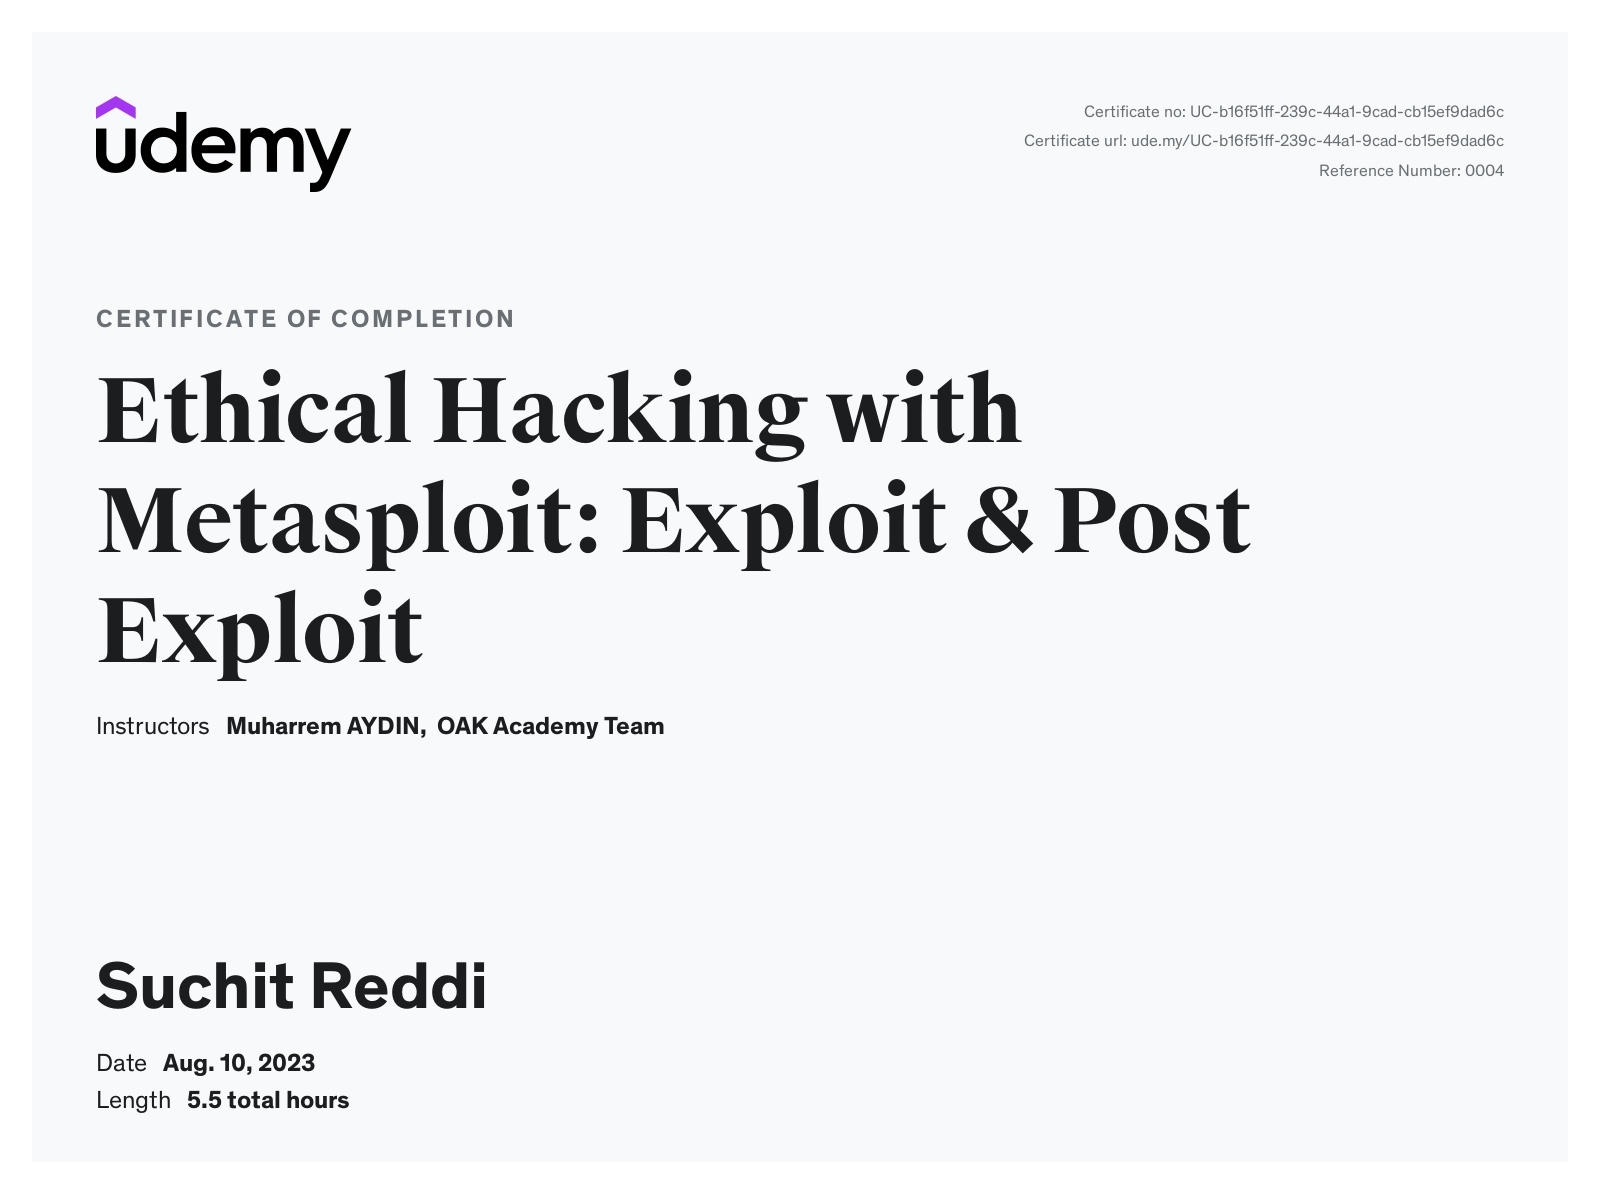 udemy
Certificate no: UC-b16f51ff-239c-44a1-9cad-cb15ef9dad6c
Certificate url: ude.my/UC-b16f51ff-239c-44a1-9cad-cb15ef9dad6c
Reference Number: 0004
CERTIFICATE OF COMPLETION
Ethical Hacking with
Metasploit: Exploit & Post
Exploit
Instructors Muharrem AYDIN, OAK Academy Team
Suchit Reddi
Date Aug. 10, 2023
Length 5.5 total hours